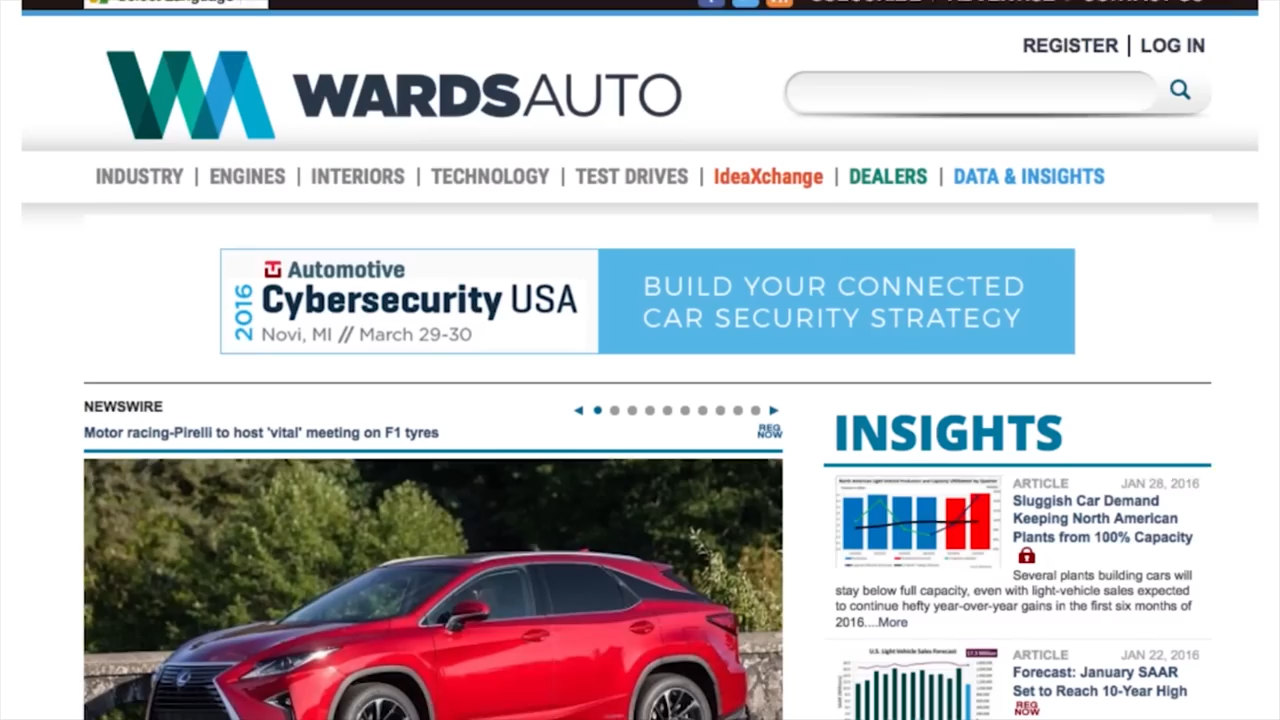 REGISTER | LOG IN
WARDSAUTO
INDUSTRY | ENGINES | INTERIORS | TECHNOLOGY | TEST DRIVES | IdeaXchange | DEALERS | DATA & INSIGHTS
2016
Automotive
Cybersecurity USA
Novi, MI // March 29-30
BUILD YOUR CONNECTED
CAR SECURITY STRATEGY
NEWSWIRE
Motor racing-Pirelli to host 'vital' meeting on F1 tyres
REG
NOW
INSIGHTS
ARTICLE JAN 28, 2016
Sluggish Car Demand
Keeping North American
Plants from 100% Capacity
Several plants building cars will
stay below full capacity, even with light-vehicle sales expected
to continue hefty year-over-year gains in the first six months of
2016....More
U.S. Light Vehicle Sales Forecast
ARTICLE JAN 22, 2016
Forecast: January SAAR
Set to Reach 10-Year High
REG
NOW